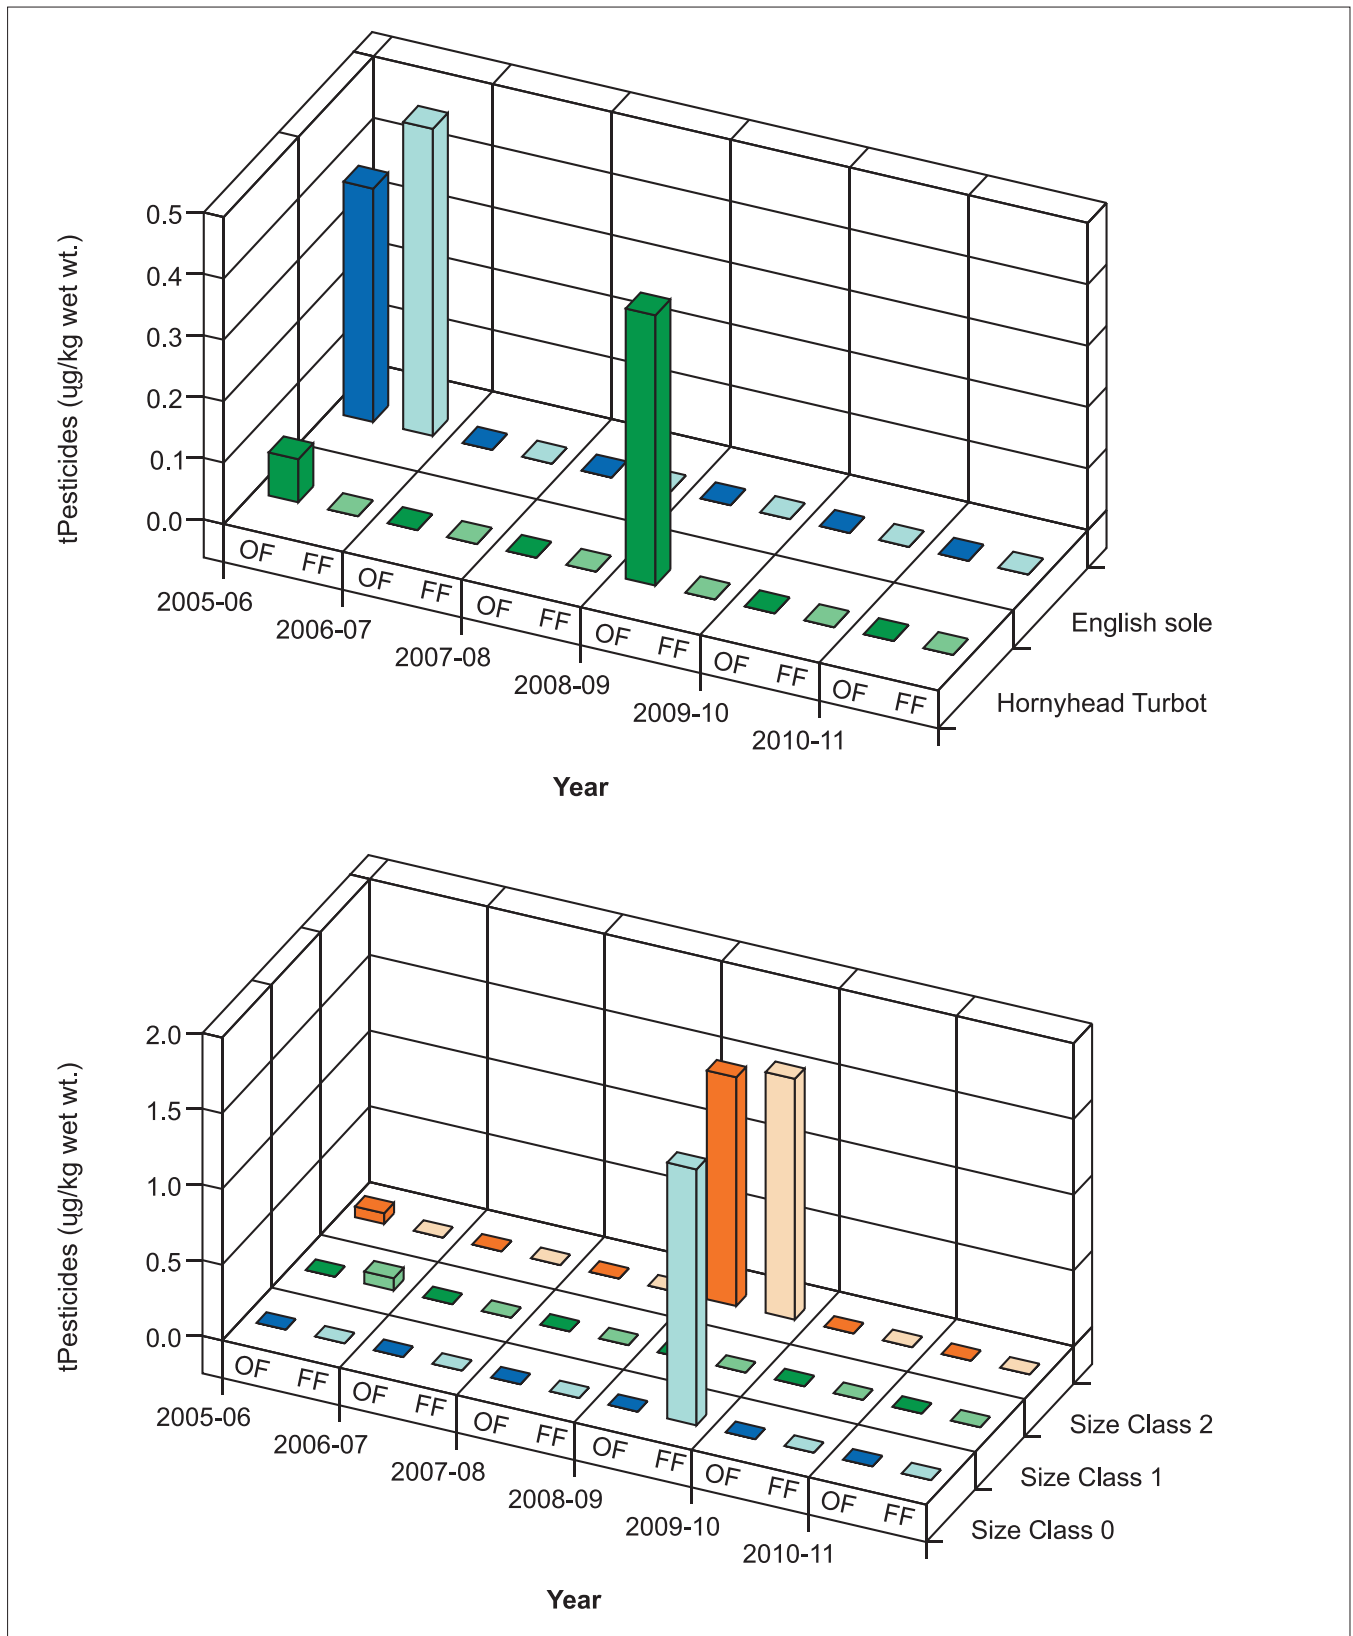 0.5
0.4
0.3
0.2
0.1
0.0
tPesticides (ųg/kg wet wt.)
OF FF OF FF OF FF OF FF OF FF OF FF
2005-06
2006-07
2007-08
2008-09
2009-10
2010-11
English sole
Hornyhead Turbot
Year
2.0
1.5
1.0
0.5
0.0
tPesticides (ųg/kg wet wt.)
OF FF OF FF OF FF OF FF OF FF OF FF
2005-06
2006-07
2007-08
2008-09
2009-10
2010-11
Size Class 2
Size Class 1
Size Class 0
Year